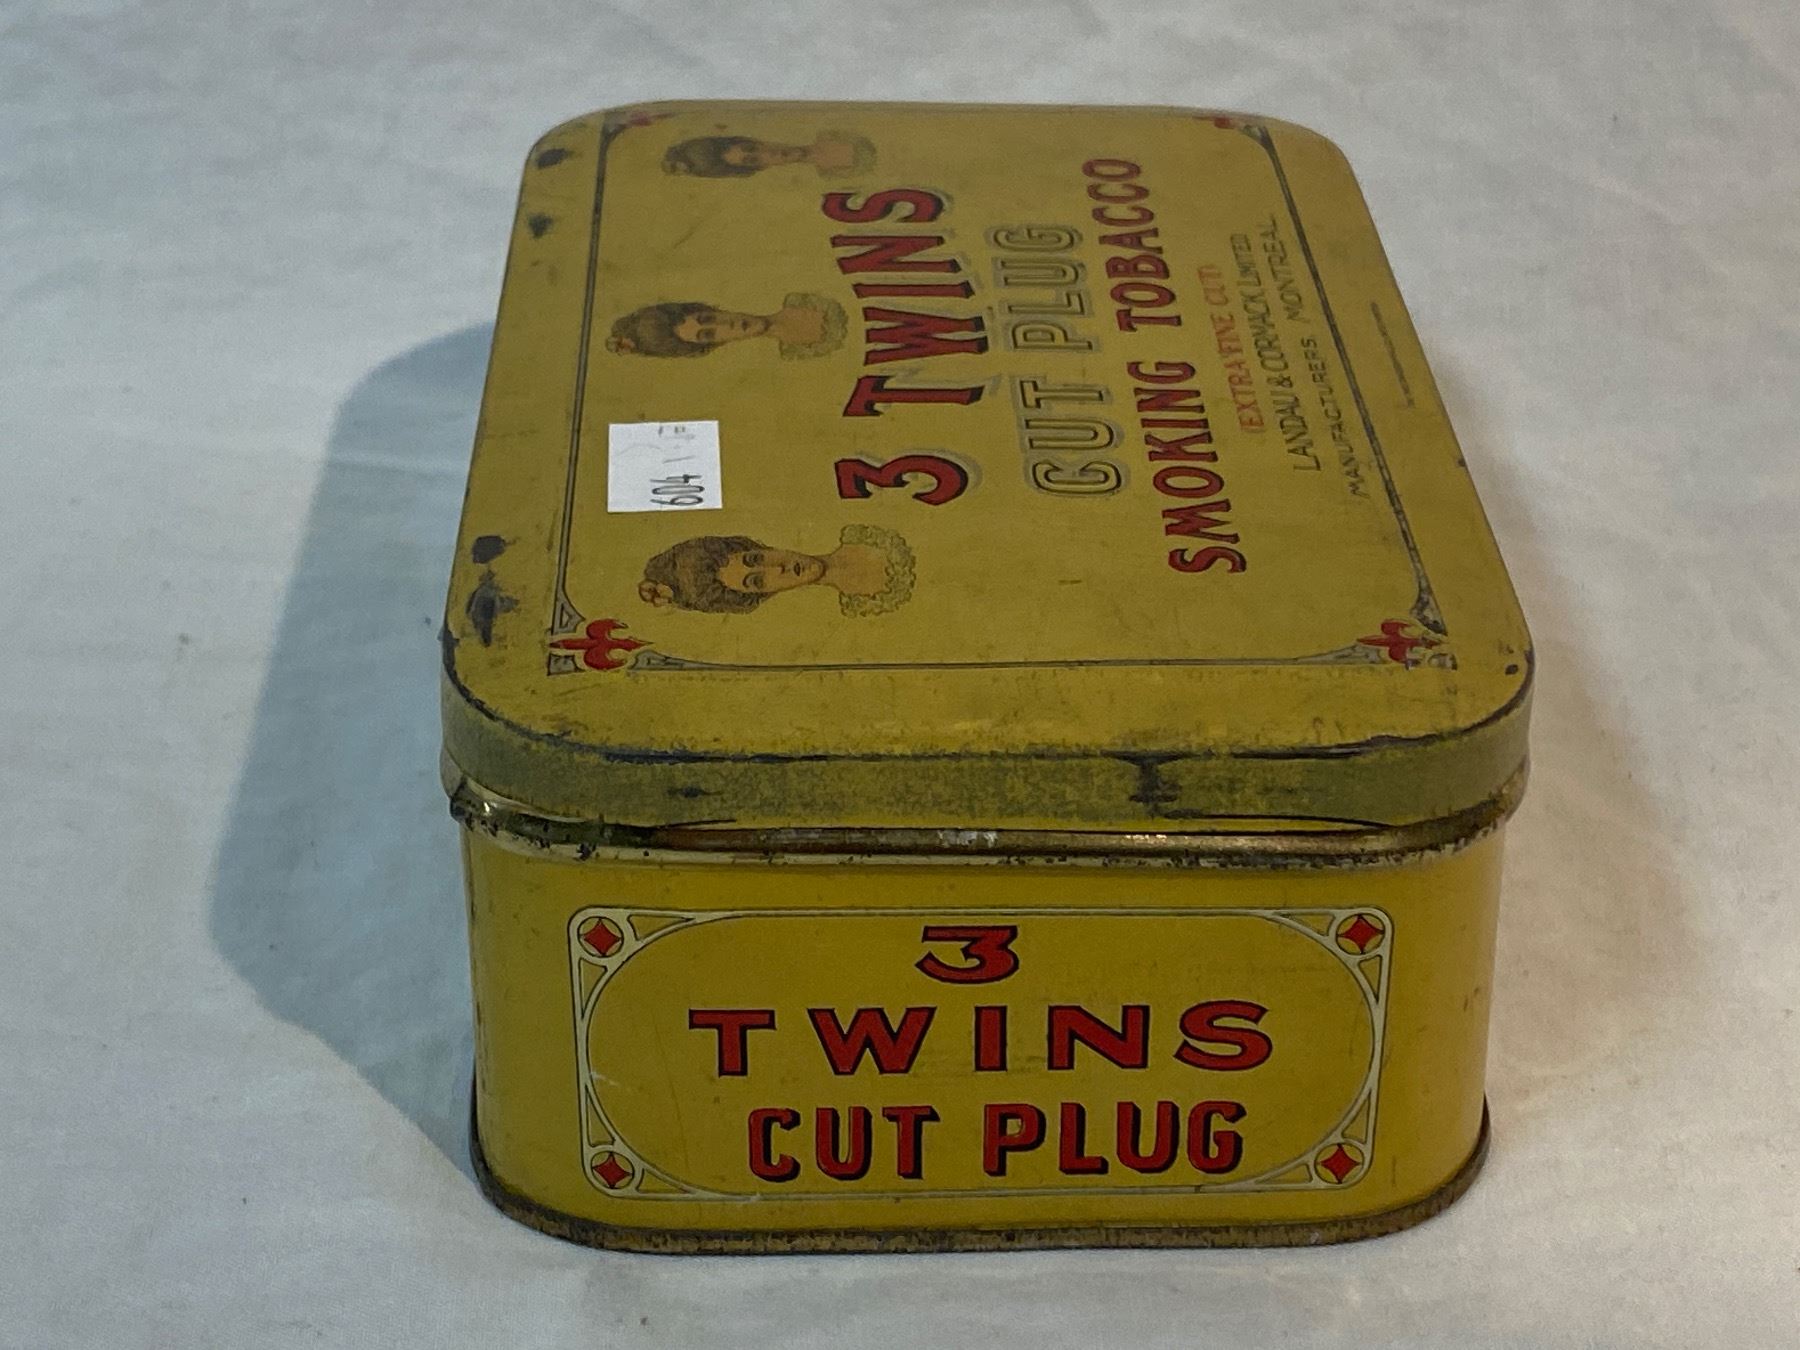 3 TWINS
CUT PLUG
SMOKING TOBACCO
(EXTRA FINE CUT)
LANDAU & CORMACK LIMITED
MANUFACTURERS. MONTREAL
604
3
TWINS
CUT PLUG